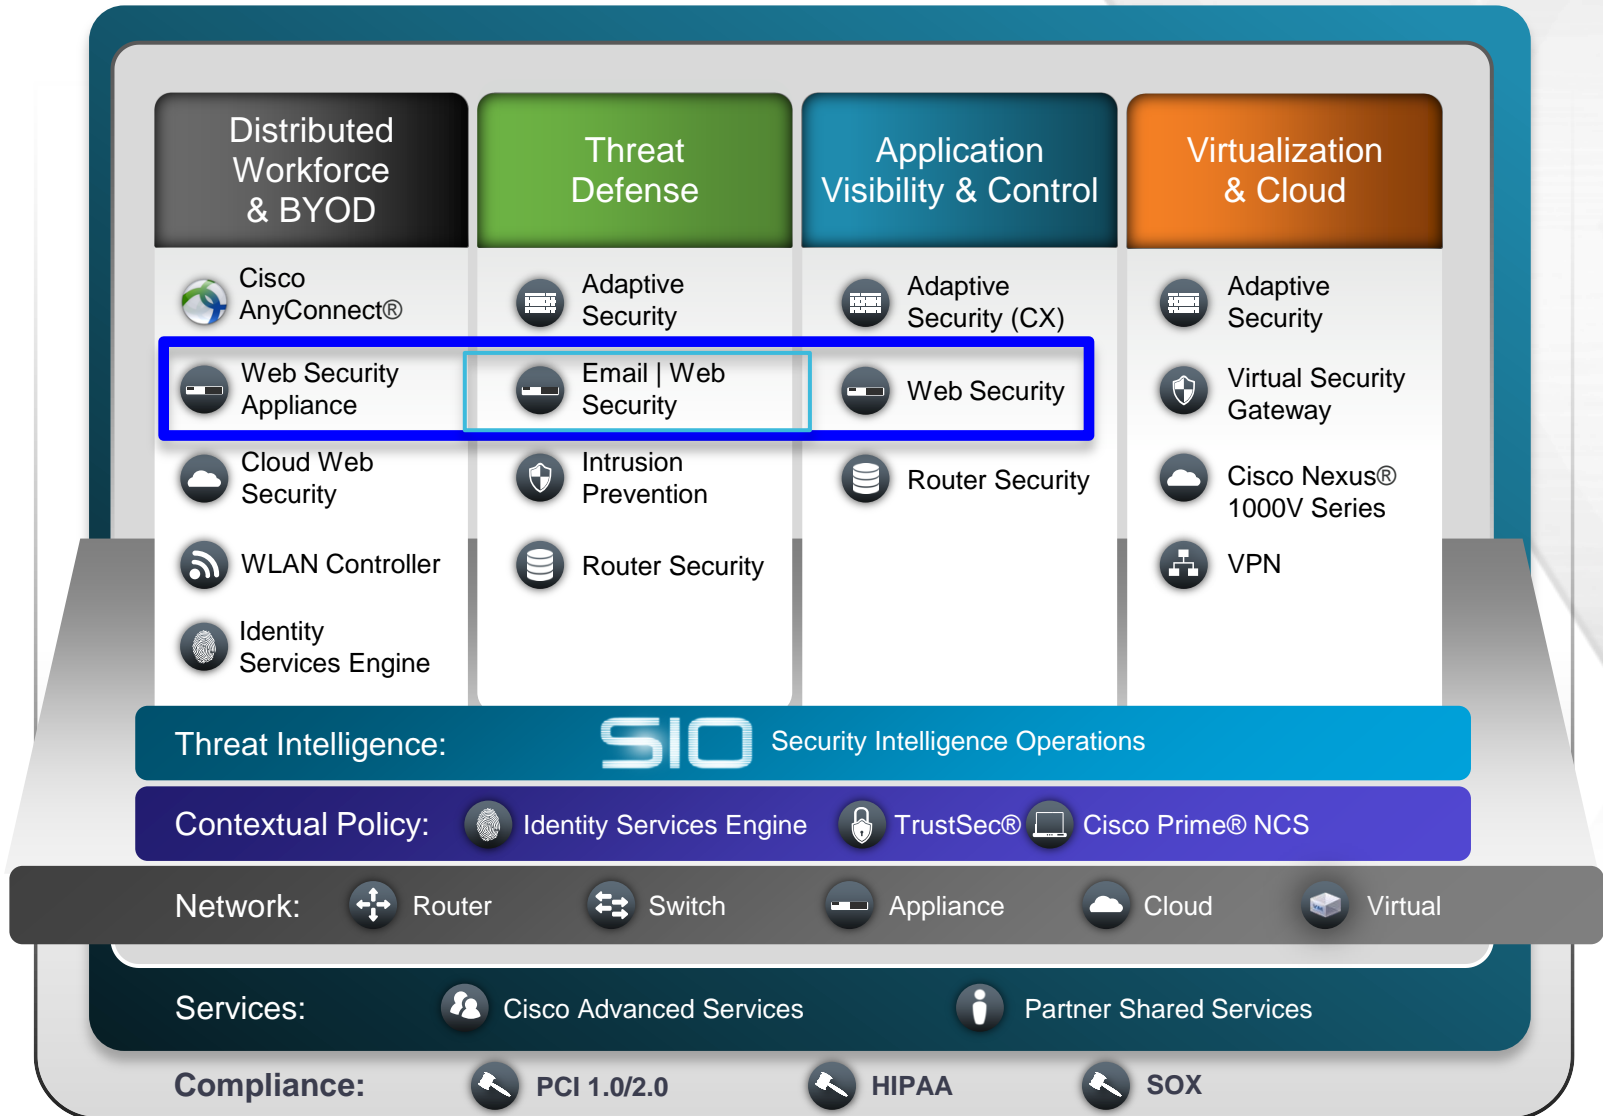 Distributed
Workforce
& BYOD
Threat
Defense
Application
Visibility & Control
Virtualization
& Cloud
Cisco
AnyConnect®
Web Security
Appliance
Cloud Web
Security
WLAN Controller
Identity
Services Engine
Adaptive
Security
Email | Web
Security
Intrusion
Prevention
Router Security
Adaptive
Security (CX)
Web Security
Router Security
Adaptive
Security
Virtual Security
Gateway
Cisco Nexus®
1000V Series
VPN
Threat Intelligence: SIO Security Intelligence Operations
Contextual Policy: Identity Services Engine TrustSec® Cisco Prime® NCS
Network: Router Switch Appliance Cloud VM Virtual
Services: Cisco Advanced Services Partner Shared Services
Compliance: PCI 1.0/2.0 HIPAA SOX